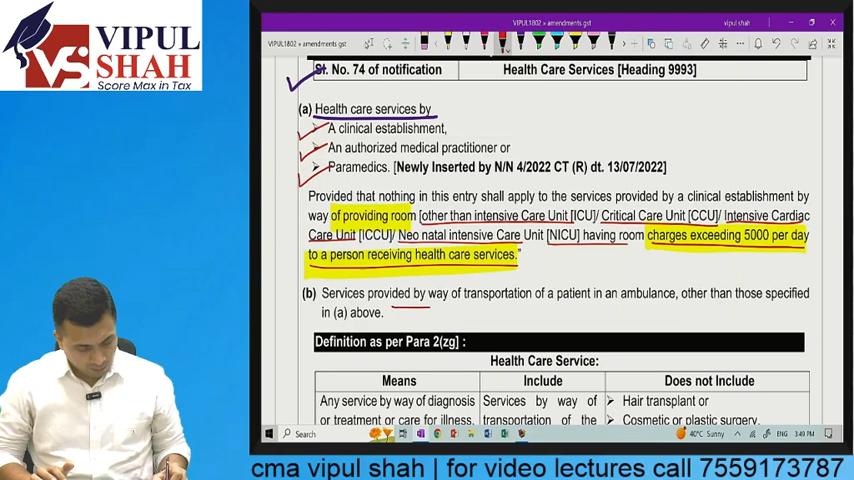 VIPUL1802 » amendments gst
vipul shah
VIPUL1802 » amendments gst
VIPUL
SHAH
Score Max in Tax
Sr. No. 74 of notification
Health Care Services [Heading 9993]
(a) Health care services by
➢ A clinical establishment,
➢ An authorized medical practitioner or
➢ Paramedics. [Newly Inserted by N/N 4/2022 CT (R) dt. 13/07/2022]
Provided that nothing in this entry shall apply to the services provided by a clinical establishment by
way of providing room [other than intensive Care Unit [ICU]/ Critical Care Unit [CCU]/ Intensive Cardiac
Care Unit [ICCU]/ Neo natal intensive Care Unit [NICU] having room charges exceeding 5000 per day
to a person receiving health care services.”
(b) Services provided by way of transportation of a patient in an ambulance, other than those specified
in (a) above.
Definition as per Para 2(zg] :
Health Care Service:
Means
Include
Does not Include
Any service by way of diagnosis
Services by way of
➢ Hair transplant or
or treatment or care for illness,
transportation of the
➢ Cosmetic or plastic surgery,
Search
40°C Sunny
ENG
3:49 PM
cma vipul shah | for video lectures call 7559173787